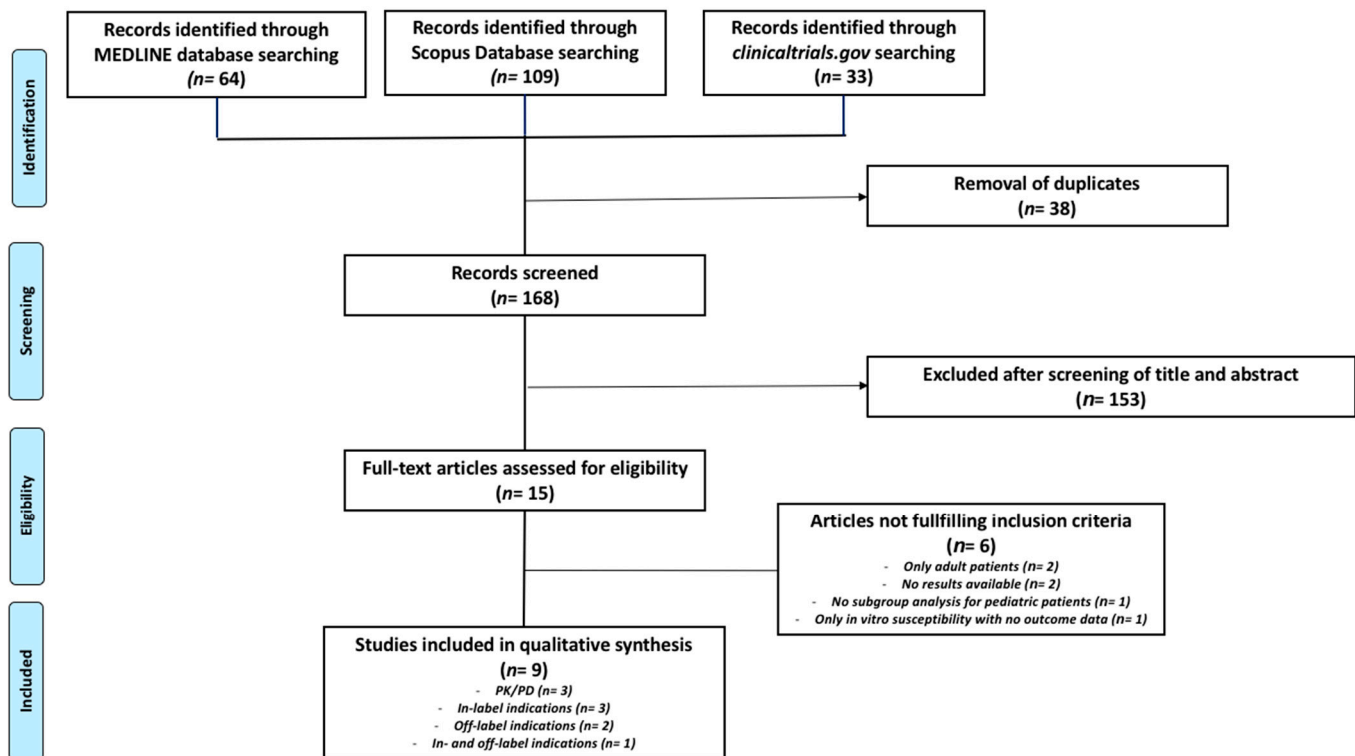 Records identified through
MEDLINE database searching
(n= 64)
Records identified through
Scopus Database searching
(n= 109)
Records identified through
clinicaltrials.gov searching
(n= 33)
Identification
Removal of duplicates
(n= 38)
Screening
Records screened
(n= 168)
Excluded after screening of title and abstract
(n= 153)
Eligibility
Full-text articles assessed for eligibility
(n= 15)
Articles not fullfilling inclusion criteria
(n= 6)
- Only adult patients (n= 2)
- No results available (n= 2)
- No subgroup analysis for pediatric patients (n= 1)
- Only in vitro susceptibility with no outcome data (n= 1)
Included
Studies included in qualitative synthesis
(n= 9)
- PK/PD (n= 3)
- In-label indications (n= 3)
- Off-label indications (n= 2)
- In- and off-label indications (n= 1)